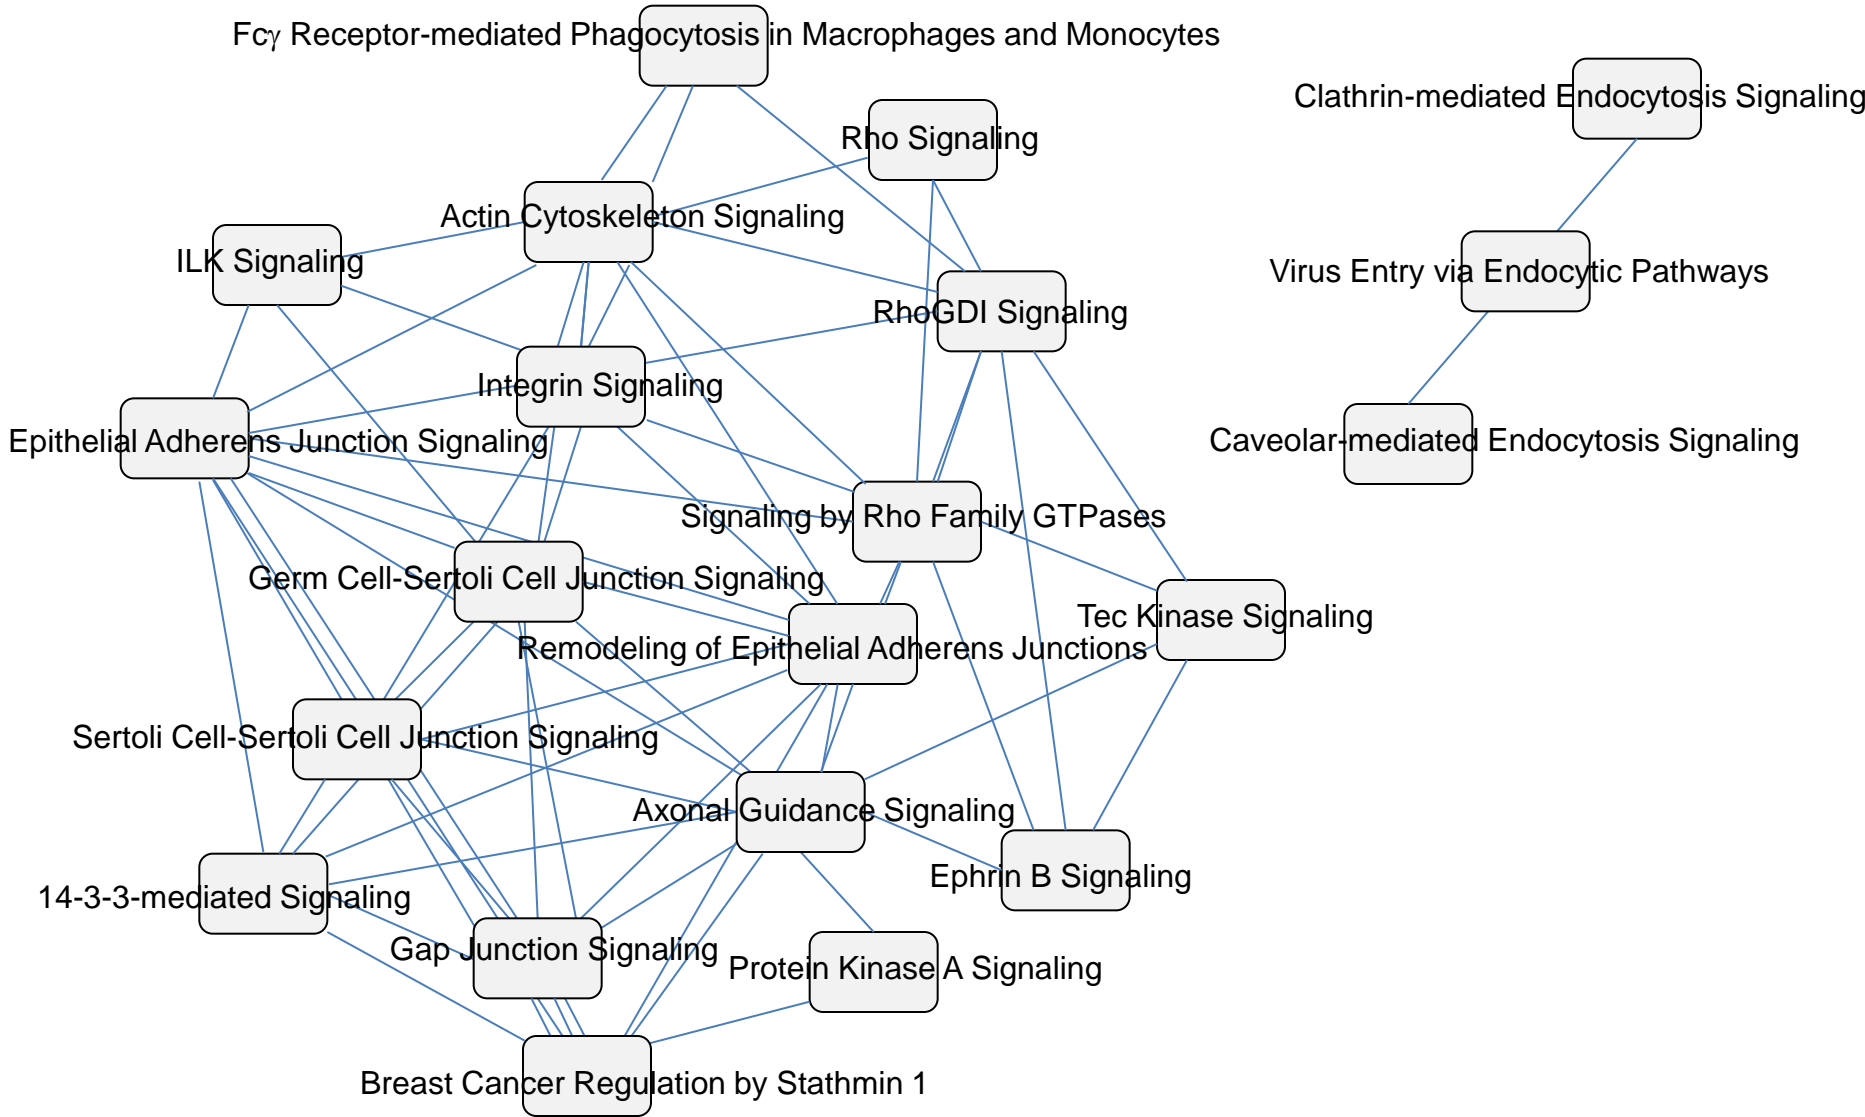 Fcγ Receptor-mediated Phagocytosis in Macrophages and Monocytes
Clathrin-mediated Endocytosis Signaling
Rho Signaling
Actin Cytoskeleton Signaling
ILK Signaling
Virus Entry via Endocytic Pathways
RhoGDI Signaling
Integrin Signaling
Epithelial Adherens Junction Signaling
Caveolar-mediated Endocytosis Signaling
Signaling by Rho Family GTPases
Germ Cell-Sertoli Cell Junction Signaling
Tec Kinase Signaling
Remodeling of Epithelial Adherens Junctions
Sertoli Cell-Sertoli Cell Junction Signaling
Axonal Guidance Signaling
Ephrin B Signaling
14-3-3-mediated Signaling
Gap Junction Signaling
Protein Kinase A Signaling
Breast Cancer Regulation by Stathmin 1